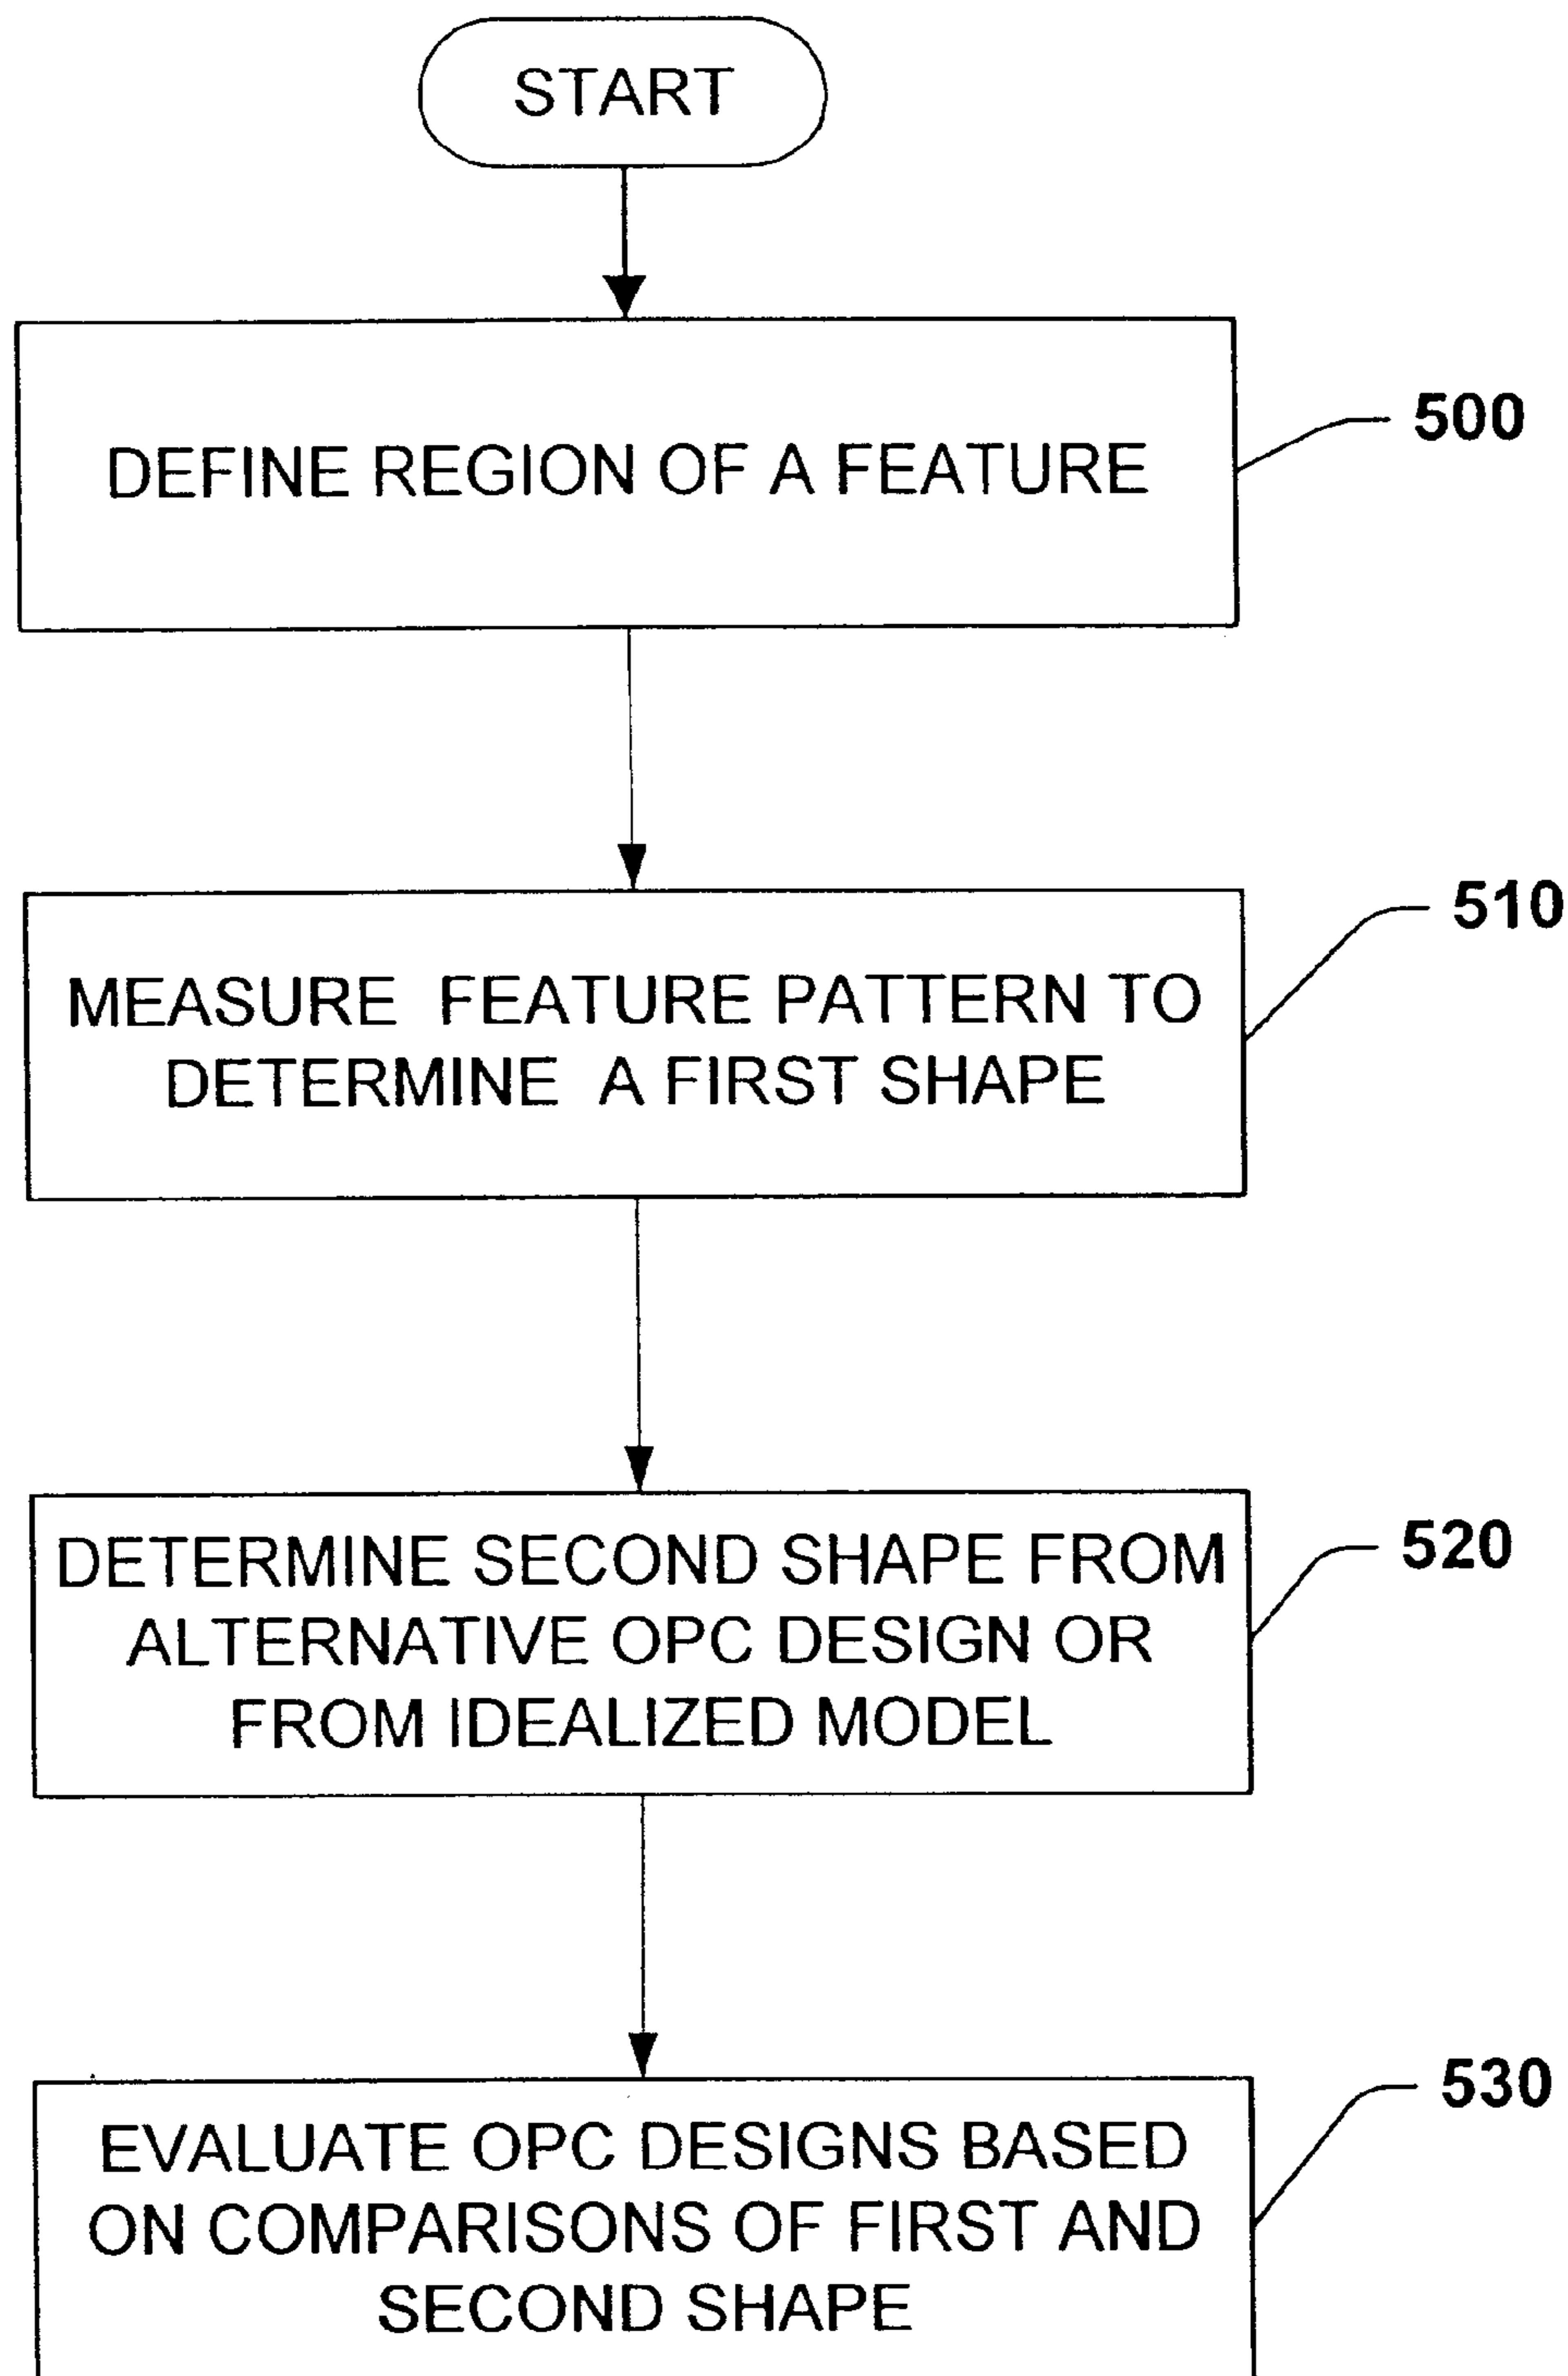 START
DEFINE REGION OF A FEATURE
500
MEASURE FEATURE PATTERN TO
DETERMINE A FIRST SHAPE
510
DETERMINE SECOND SHAPE FROM
ALTERNATIVE OPC DESIGN OR
FROM IDEALIZED MODEL
520
EVALUATE OPC DESIGNS BASED
ON COMPARISONS OF FIRST AND
SECOND SHAPE
530